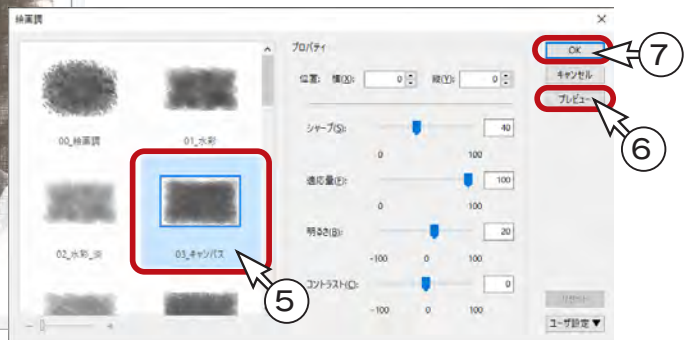 絵画調
プロパティ
位置: 横(X): 0 縦(Y): 0
シャープ(S): 40
0 100
適応量(F): 100
0 100
明るさ(B): 20
-100 0 100
コントラスト(C): 0
-100 0 100
00_絵画調
01_水彩
02_水彩_淡
03_キャンバス
5
OK
7
キャンセル
プレビュー
6
ユーザ設定▼